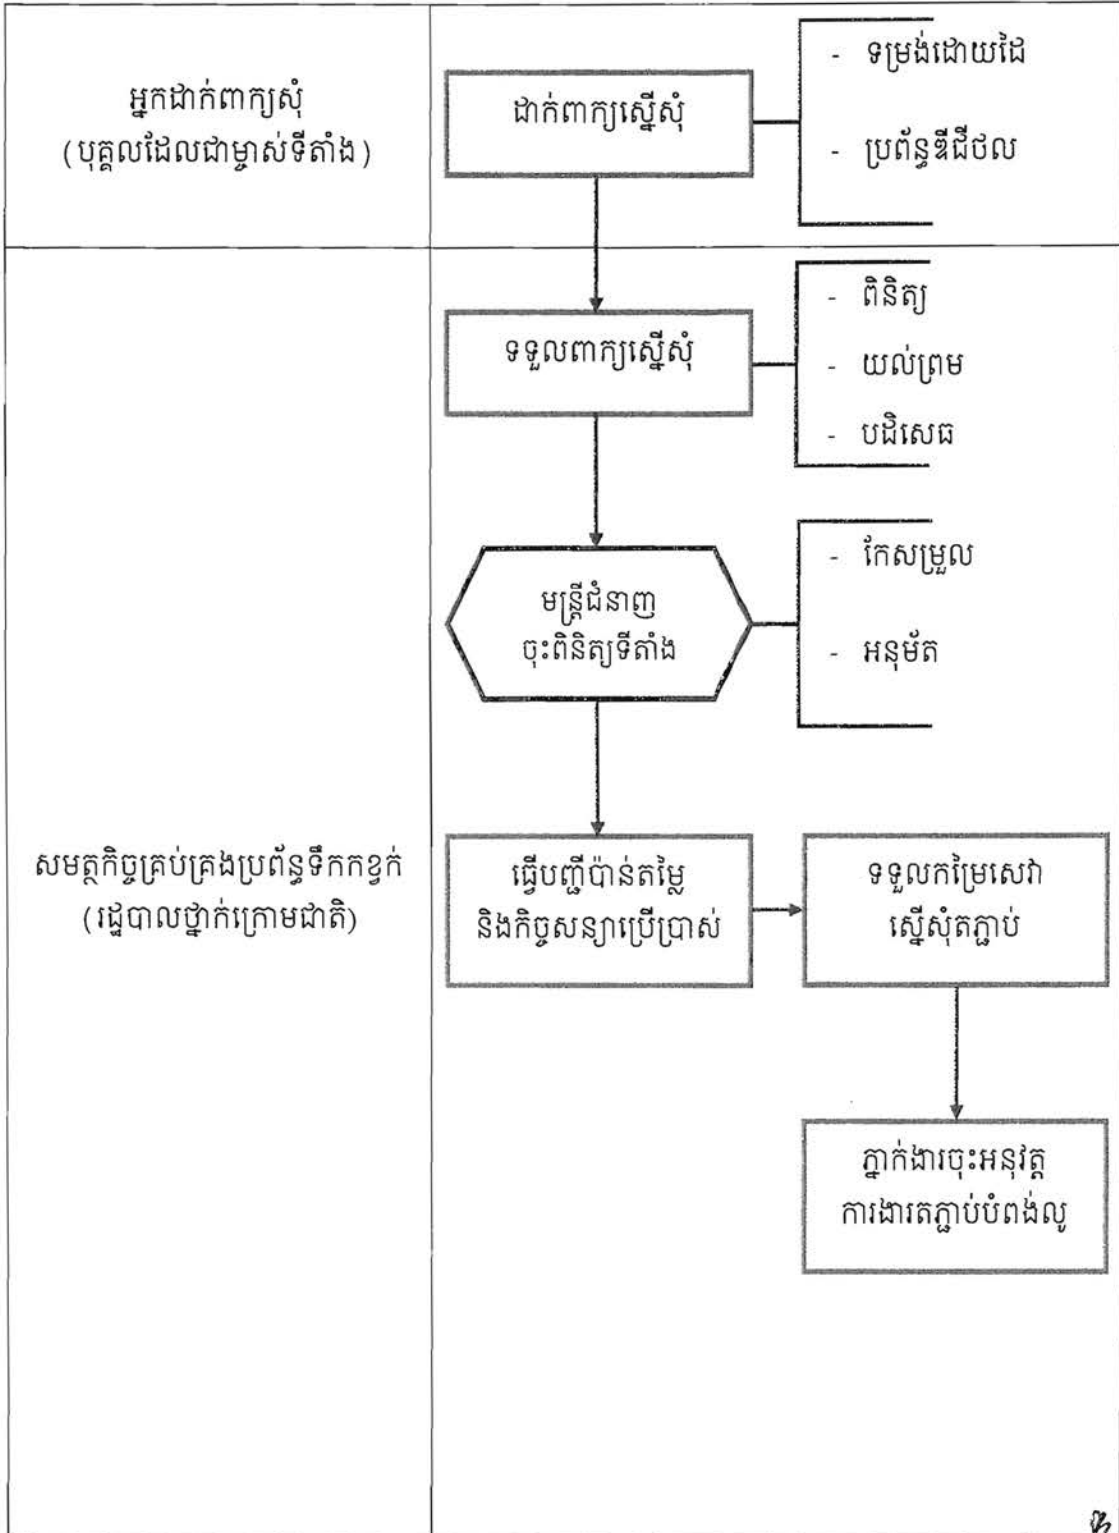 អ្នកដាក់ពាក្យសុំ
(បុគ្គលដែលជាម្ចាស់ទីតាំង)
ដាក់ពាក្យស្នើសុំ
- ទម្រង់ដោយដៃ
- ប្រព័ន្ធឌីជីថល
សមត្ថកិច្ចគ្រប់គ្រងប្រព័ន្ធទឹកកខ្វក់
(រដ្ឋបាលថ្នាក់ក្រោមជាតិ)
ទទួលពាក្យស្នើសុំ
- ពិនិត្យ
- យល់ព្រម
- បដិសេធ
មន្ត្រីជំនាញ
ចុះពិនិត្យទីតាំង
- កែសម្រួល
- អនុម័ត
ធ្វើបញ្ជីប៉ាន់តម្លៃ
និងកិច្ចសន្យាប្រើប្រាស់
ទទួលកម្រៃសេវា
ស្នើសុំតភ្ជាប់
ភ្នាក់ងារចុះអនុវត្ត
ការងារតភ្ជាប់បំពង់លូ